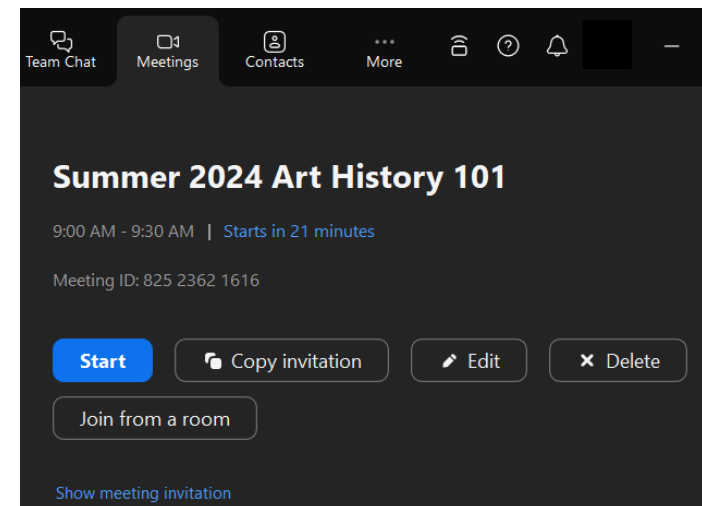 Team Chat Meetings Contacts More
Summer 2024 Art History 101
9:00 AM - 9:30 AM | Starts in 21 minutes
Meeting ID: 825 2362 1616
Start Copy invitation Edit Delete
Join from a room
Show meeting invitation